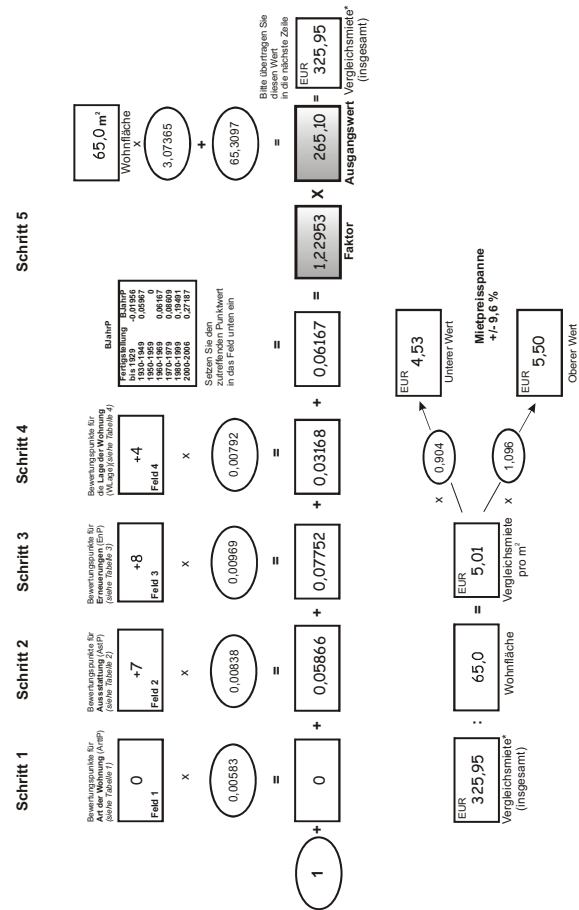 Schritt 1
Bewertungspunkte für
Art der Wohnung (ArttP)
(siehe Tabelle 1)
0
Feld 1
x
0,00583
=
0
Schritt 2
Bewertungspunkte für
Aussstattung (AstP)
(siehe Tabelle 2)
+7
Feld 2
x
0,00838
=
0,05866
Schritt 3
Bewertungspunkte für
Erneuerungen (EnP)
(siehe Tabelle 3)
+8
Feld 3
x
0,00969
=
0,07752
Schritt 4
Bewertungspunkte für
die Lage der Wohnung
(WLage)(siehe Tabelle 4)
+4
Feld 4
x
0,00792
=
0,03168
BJahrP
Fertigstellung BJahrP
bis 1929 -0,01956
1930-1949 0,05967
1950-1959 0
1960-1969 0,06167
1970-1979 0,08609
1980-1999 0,19491
2000-2006 0,27187
Setzen Sie den
zutreffenden Punktwert
in das Feld unten ein
=
0,06167
Schritt 5
65,0 m²
Wohnfläche
x
3,07365
+
65,3097
=
Bitte übertragen Sie
diesen Wert
in die nächste Zeile
1 + + + + + = 1,22953 X 265,10 = EUR 325,95
Faktor
Ausgangswert
Vergleichsmiete*
(insgesamt)
EUR
325,95
Vergleichsmiete*
(insgesamt)
:
65,0
Wohnfläche
=
EUR
5,01
Vergleichsmiete
pro m²
x
0,904
EUR
4,53
Unterer Wert
Mietpreisspanne
+/- 9,6 %
x
1,096
EUR
5,50
Oberer Wert